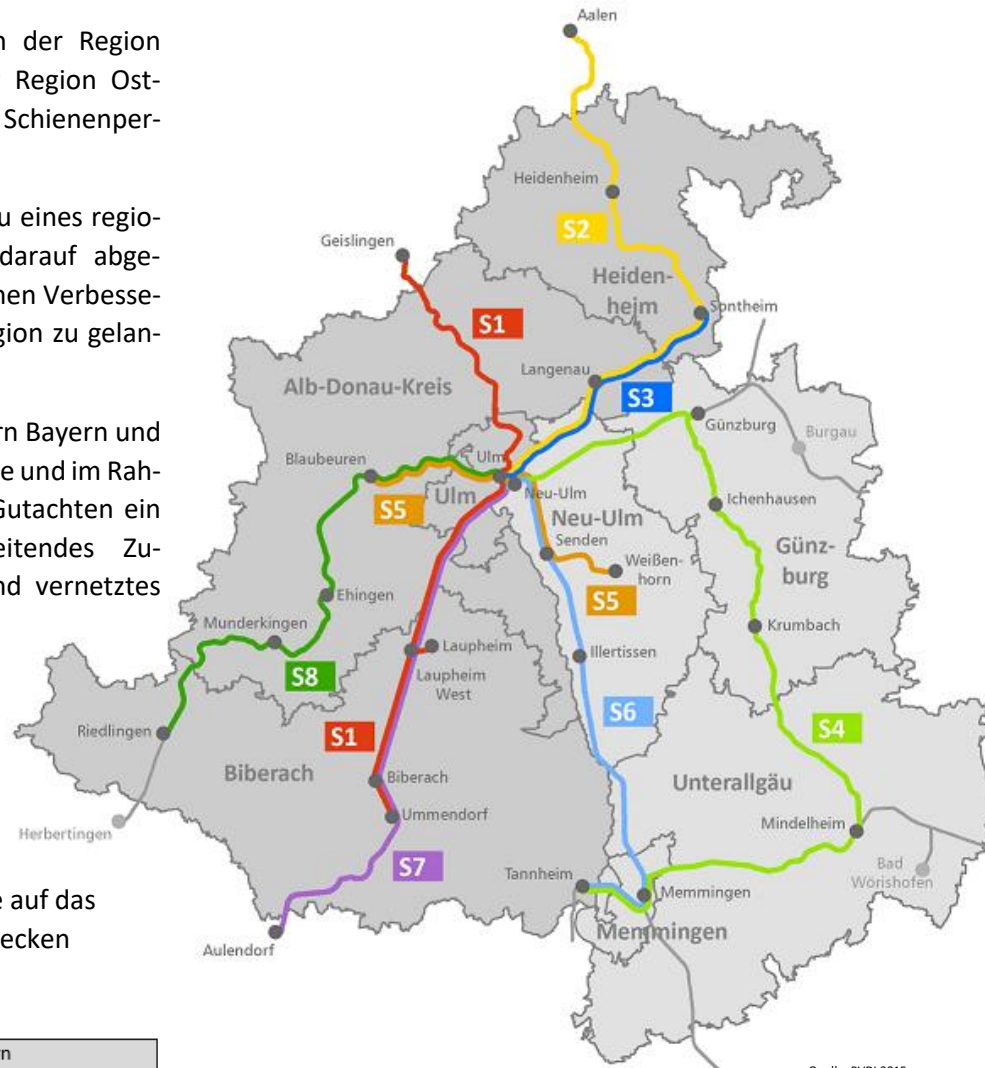 n der Region
Region Ost-
Schienenper-
u eines regio-
darauf abge-
nen Verbesse-
gion zu gelan-
rn Bayern und
e und im Rah-
Gutachten ein
eitendes Zu-
nd vernetztes
e auf das
ecken
rn
Aalen
Heidenheim
S2
Geislingen
Heiden-
heim
Sontheim
S1
Langenau
S3
Alb-Donau-Kreis
Günzburg
Burgau
Blaubeuren
Ulm
Neu-Ulm
Ulm
S5
Neu-Ulm
Ichenhausen
Senden
Weißen-
horn
S5
Günz-
burg
Ehingen
Munderkingen
Krumbach
Laupheim
Laupheim
West
Illertissen
S8
S6
Riedlingen
S1
S4
Biberach
Biberach
Unterallgäu
Ummendorf
Mindelheim
Herbertingen
S7
Tannheim
Bad
Wörishofen
Memmingen
Memmingen
Aulendorf